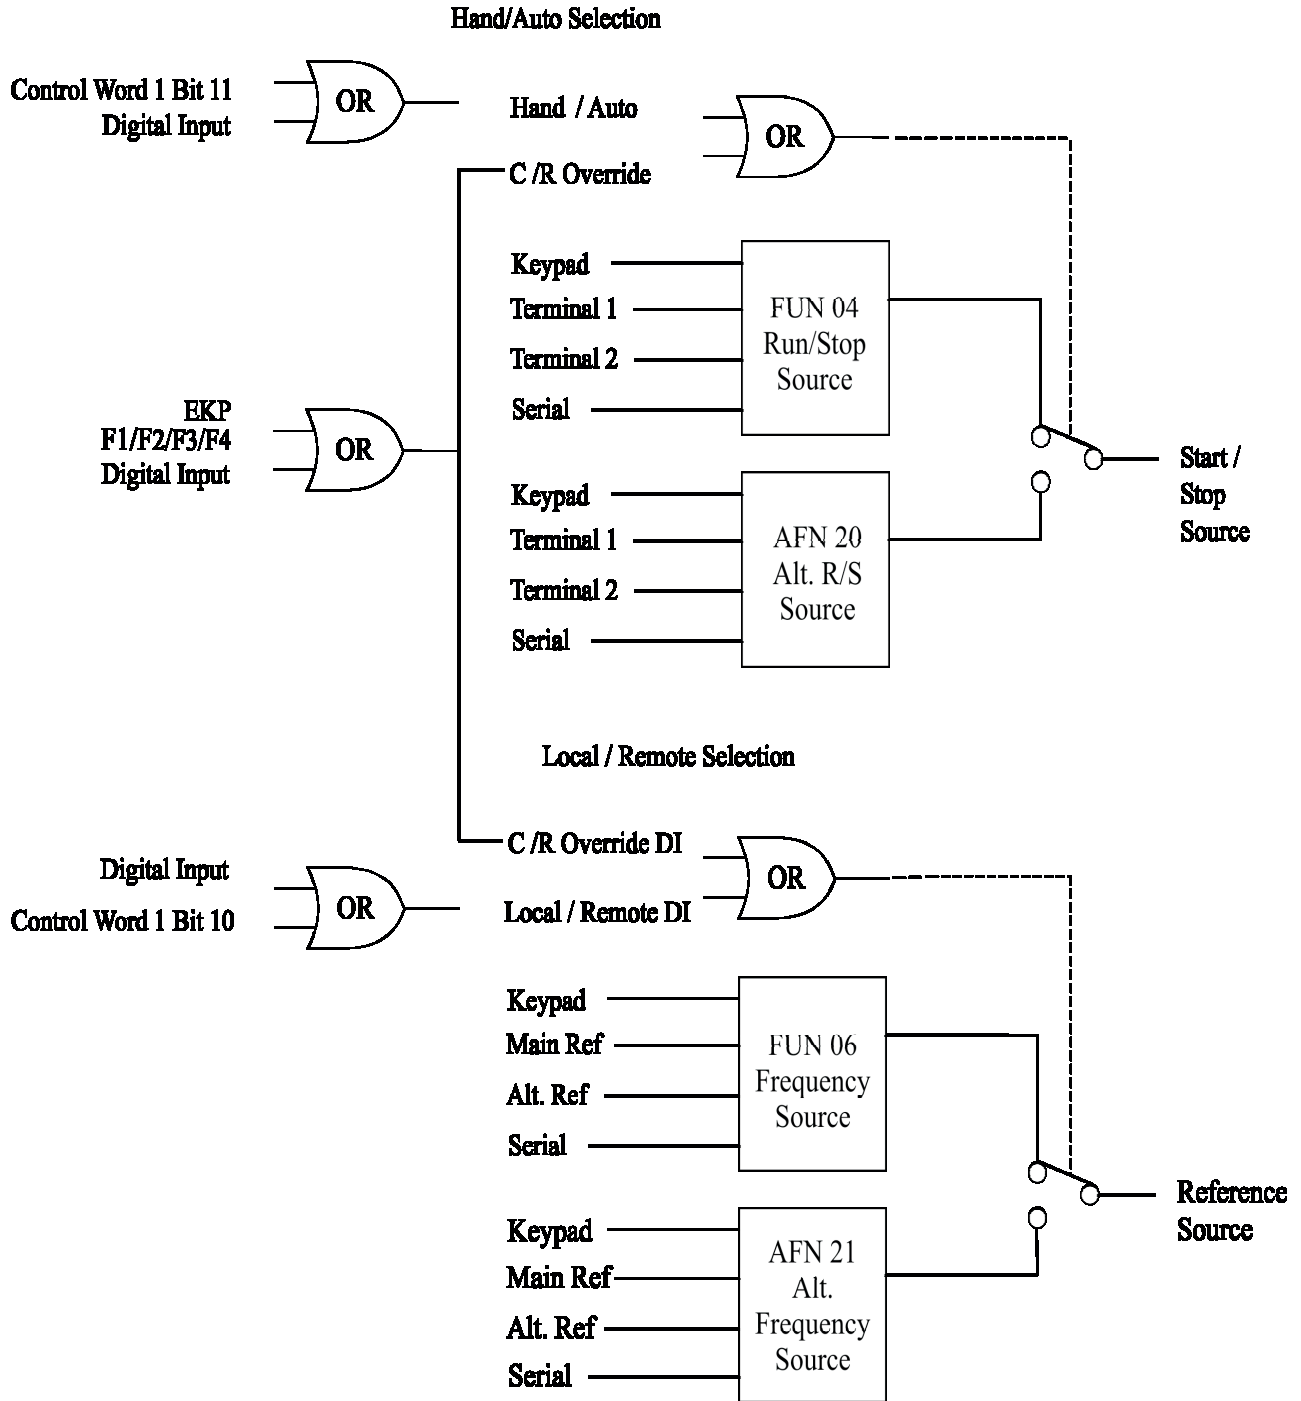 Hand/Auto Selection
Control Word 1 Bit 11
Digital Input
OR
Hand / Auto
C /R Override
OR
Keypad
Terminal 1
Terminal 2
Serial
FUN 04
Run/Stop
Source
EKP
F1/F2/F3/F4
Digital Input
OR
Start /
Stop
Source
Keypad
Terminal 1
Terminal 2
Serial
AFN 20
Alt. R/S
Source
Local / Remote Selection
C /R Override DI
Local / Remote DI
OR
Digital Input
Control Word 1 Bit 10
OR
Keypad
Main Ref
Alt. Ref
Serial
FUN 06
Frequency
Source
Reference
Source
Keypad
Main Ref
Alt. Ref
Serial
AFN 21
Alt.
Frequency
Source